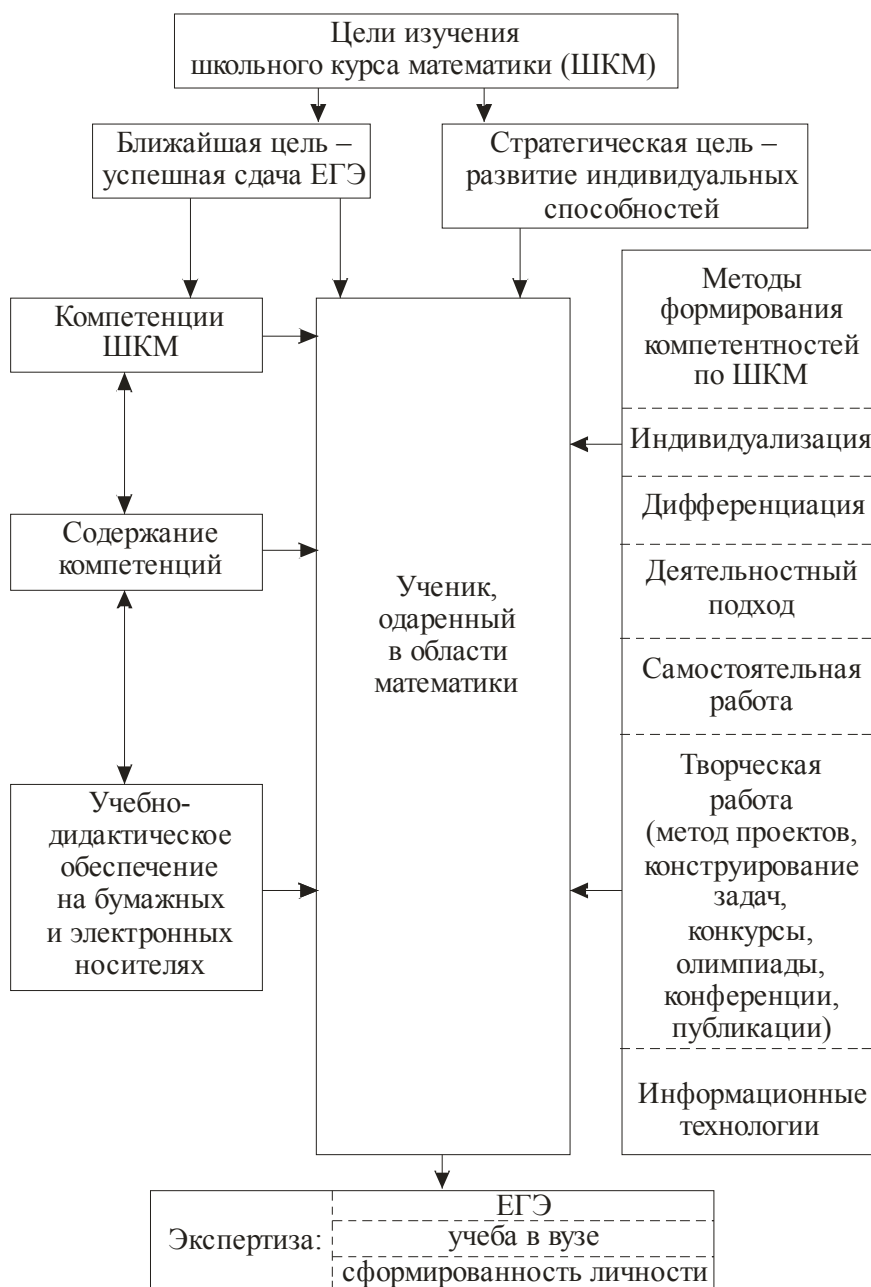 Цели изучения
школьного курса математики (ШКМ)
Ближайшая цель –
успешная сдача ЕГЭ
Стратегическая цель –
развитие индивидуальных
способностей
Компетенции
ШКМ
Содержание
компетенций
Учебно-
дидактическое
обеспечение
на бумажных
и электронных
носителях
Ученик,
одаренный
в области
математики
Методы
формирования
компетентностей
по ШКМ
Индивидуализация
Дифференциация
Деятельностный
подход
Самостоятельная
работа
Творческая
работа
(метод проектов,
конструирование
задач,
конкурсы,
олимпиады,
конференции,
публикации)
Информационные
технологии
Экспертиза:
ЕГЭ
учеба в вузе
сформированность личности